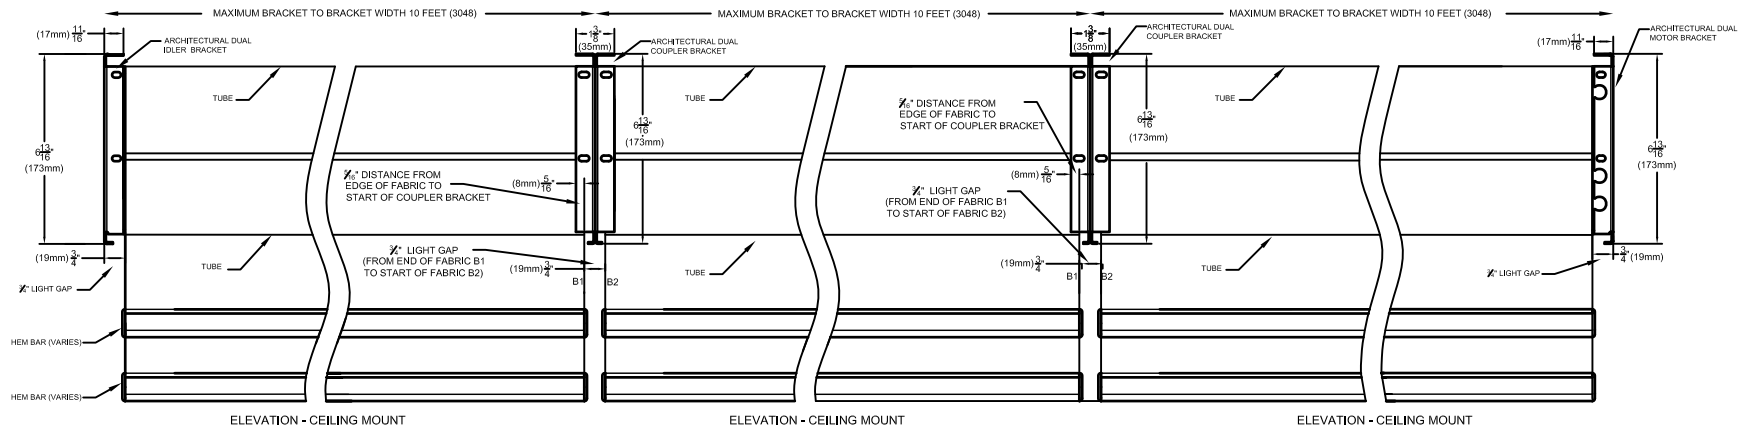 MAXIMUM BRACKET TO BRACKET WIDTH 10 FEET (3048)
MAXIMUM BRACKET TO BRACKET WIDTH 10 FEET (3048)
MAXIMUM BRACKET TO BRACKET WIDTH 10 FEET (3048)
(17mm) 11/16"
ARCHITECTURAL DUAL
IDLER BRACKET
1 3/8"
(35mm)
ARCHITECTURAL DUAL
COUPLER BRACKET
1 3/8"
(35mm)
ARCHITECTURAL DUAL
COUPLER BRACKET
(17mm) 11/16"
ARCHITECTURAL DUAL
MOTOR BRACKET
TUBE
TUBE
TUBE
6 13/16"
(173mm)
6 13/16"
(173mm)
6 13/16"
(173mm)
6 13/16"
(173mm)
5/16" DISTANCE FROM
EDGE OF FABRIC TO
START OF COUPLER BRACKET
(8mm) 5/16"
5/16" DISTANCE FROM
EDGE OF FABRIC TO
START OF COUPLER BRACKET
(8mm) 5/16"
3/4" LIGHT GAP
(FROM END OF FABRIC B1
TO START OF FABRIC B2)
(19mm) 3/4"
3/4" LIGHT GAP
(FROM END OF FABRIC B1
TO START OF FABRIC B2)
(19mm) 3/4"
(19mm) 3/4"
3/4" (19mm)
TUBE
TUBE
TUBE
B1
B2
B1
B2
3/4" LIGHT GAP
3/4" LIGHT GAP
HEM BAR (VARIES)
HEM BAR (VARIES)
ELEVATION - CEILING MOUNT
ELEVATION - CEILING MOUNT
ELEVATION - CEILING MOUNT